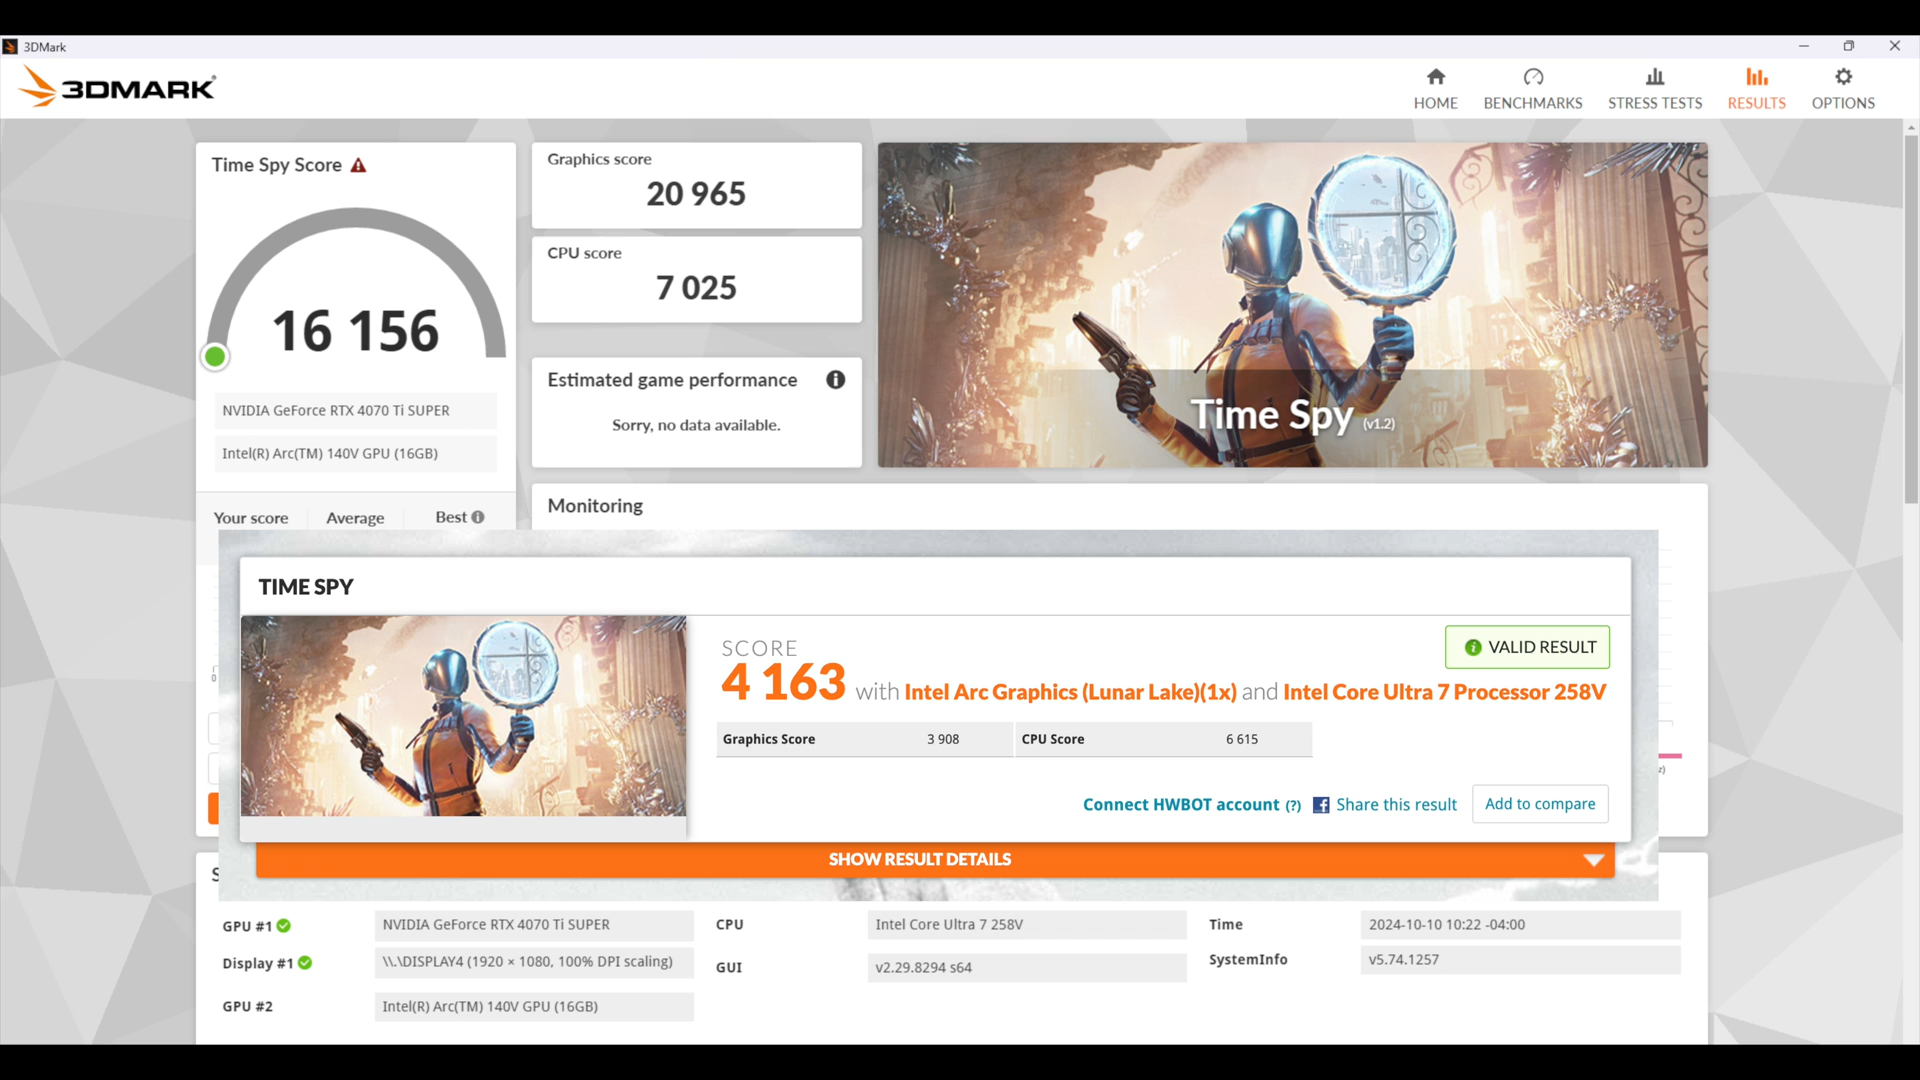 3DMark
3DMARK
HOME
BENCHMARKS
STRESS TESTS
RESULTS
OPTIONS
Time Spy Score
16 156
NVIDIA GeForce RTX 4070 Ti SUPER
Intel(R) Arc(TM) 140V GPU (16GB)
Your score
Average
Best
Graphics score
20 965
CPU score
7 025
Estimated game performance
Sorry, no data available.
Time Spy (v1.2)
Monitoring
0
TIME SPY
SCORE
VALID RESULT
4 163 with Intel Arc Graphics (Lunar Lake)(1x) and Intel Core Ultra 7 Processor 258V
Graphics Score 3 908 CPU Score 6 615
Connect HWBOT account (?) Share this result Add to compare
SHOW RESULT DETAILS
GPU #1 NVIDIA GeForce RTX 4070 Ti SUPER
Display #1 \\.\DISPLAY4 (1920 × 1080, 100% DPI scaling)
GPU #2 Intel(R) Arc(TM) 140V GPU (16GB)
CPU Intel Core Ultra 7 258V
GUI v2.29.8294 s64
Time 2024-10-10 10:22 -04:00
SystemInfo v5.74.1257